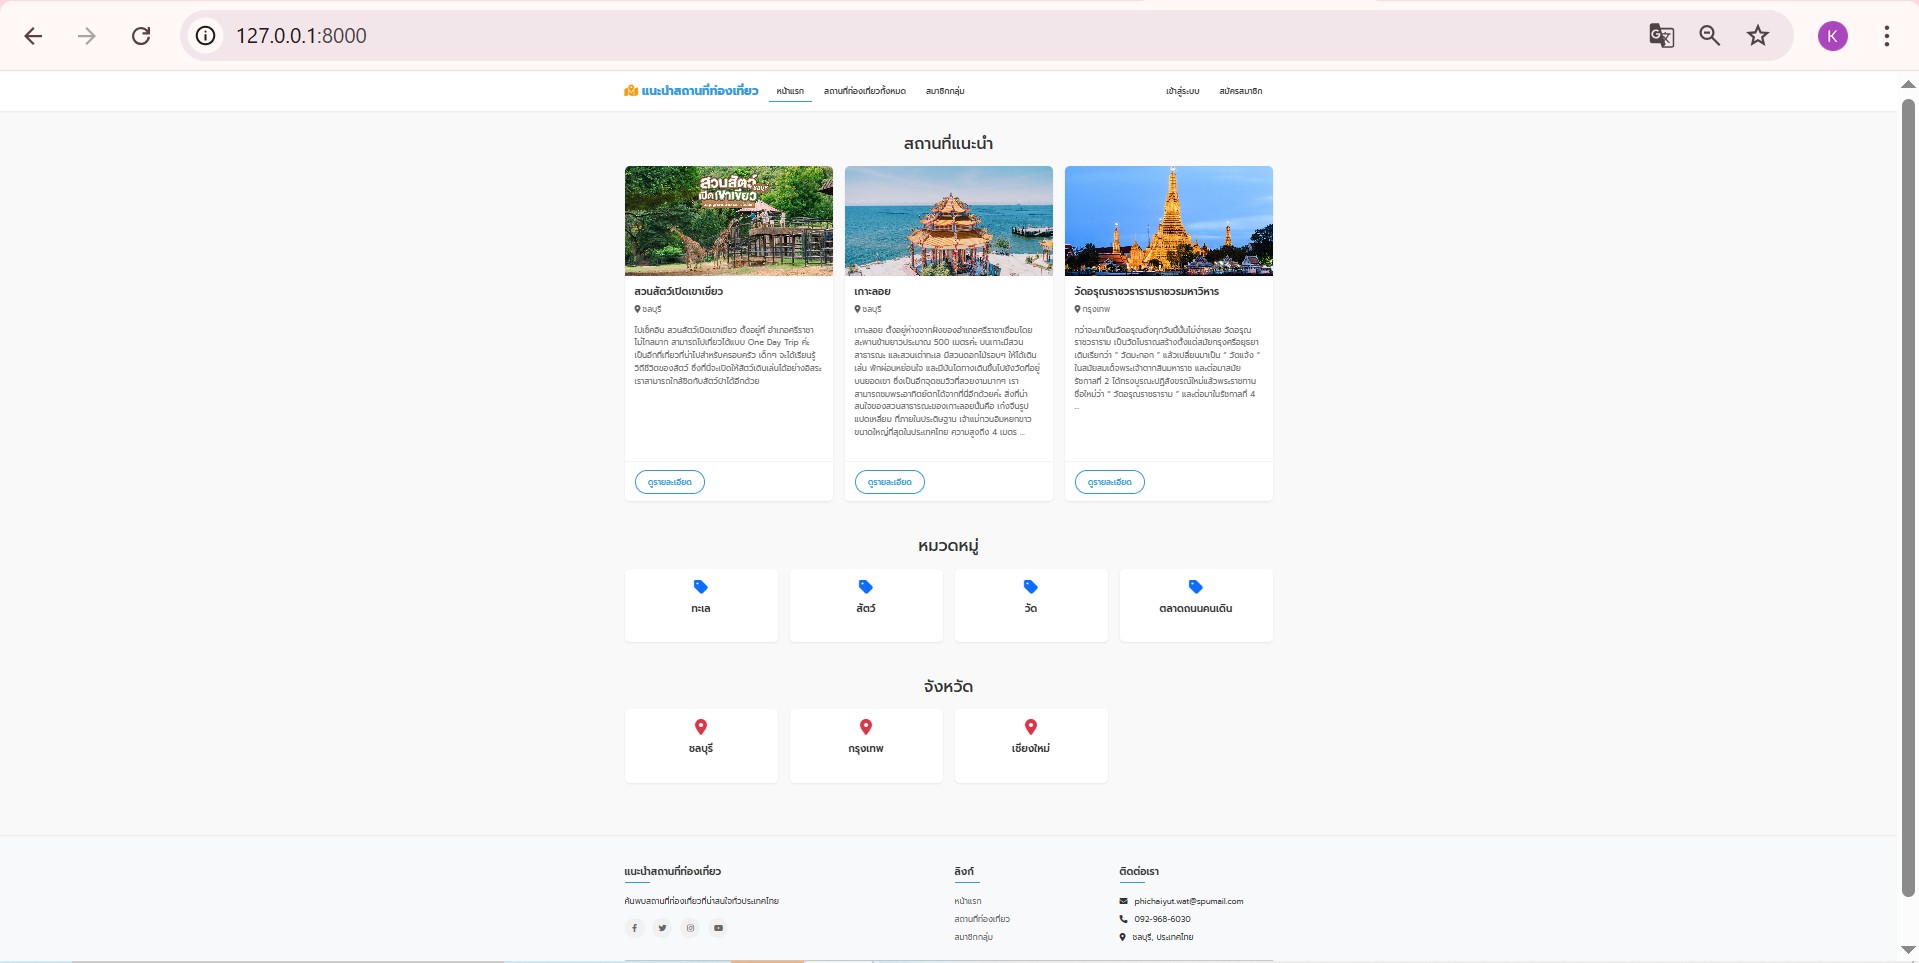 127.0.0.1:8000
K
แนะนำสถานที่ท่องเที่ยว
หน้าแรก
สถานที่ท่องเที่ยวทั้งหมด
สมาชิกกลุ่ม
เข้าสู่ระบบ
สมัครสมาชิก
สถานที่แนะนำ
สวนสัตว์
เปิดเขาเขียว
ชลบุรี
สวนสัตว์เปิดเขาเขียว
ชลบุรี
ไปเช็คอิน สวนสัตว์เปิดเขาเขียว ตั้งอยู่ที่ อำเภอศรีราชา
ไม่ไกลมาก สามารถไปเที่ยวได้แบบ One Day Trip ค่ะ
เป็นอีกที่เที่ยวที่น่าไปสำหรับครอบครัว เด็กๆ จะได้เรียนรู้
วิถีชีวิตของสัตว์ ซึ่งที่นี่จะเปิดให้สัตว์เดินเล่นได้อย่างอิสระ
เราสามารถใกล้ชิดกับสัตว์ป่าได้อีกด้วย
ดูรายละเอียด
เกาะลอย
ชลบุรี
เกาะลอย ตั้งอยู่ห่างจากฝั่งของอำเภอศรีราชาเชื่อมโดย
สะพานข้ามยาวประมาณ 500 เมตรค่ะ บนเกาะมีสวน
สาธารณะ และสวนเต่าทะเล มีสวนดอกไม้รอบๆ ให้ได้เดิน
เล่น พักผ่อนหย่อนใจ และมีบันไดทางเดินขึ้นไปยังวัดที่อยู่
บนยอดเขา ซึ่งเป็นอีกจุดชมวิวที่สวยงามมากๆ เรา
สามารถชมพระอาทิตย์ตกได้จากที่นี่อีกด้วยค่ะ สิ่งที่น่า
สนใจของสวนสาธารณะของเกาะลอยนั้นคือ เก๋งจีนรูป
แปดเหลี่ยม ที่ภายในประดิษฐาน เจ้าแม่กวนอิมหยกขาว
ขนาดใหญ่ที่สุดในประเทศไทย ความสูงถึง 4 เมตร ...
ดูรายละเอียด
วัดอรุณราชวรารามราชวรมหาวิหาร
กรุงเทพ
กว่าจะมาเป็นวัดอรุณดั่งทุกวันนี้นั้นไม่ง่ายเลย วัดอรุณ
ราชวราราม เป็นวัดโบราณสร้างตั้งแต่สมัยกรุงศรีอยุธยา
เดิมเรียกว่า “ วัดมะกอก ” แล้วเปลี่ยนมาเป็น “ วัดแจ้ง ”
ในสมัยสมเด็จพระเจ้าตากสินมหาราช และต่อมาสมัย
รัชกาลที่ 2 ได้ทรงบูรณะปฏิสังขรณ์ใหม่แล้วพระราชทาน
ชื่อใหม่ว่า “ วัดอรุณราชธาราม ” และต่อมาในรัชกาลที่ 4
...
ดูรายละเอียด
หมวดหมู่
ทะเล
สัตว์
วัด
ตลาดถนนคนเดิน
จังหวัด
ชลบุรี
กรุงเทพ
เชียงใหม่
แนะนำสถานที่ท่องเที่ยว
ค้นพบสถานที่ท่องเที่ยวที่น่าสนใจทั่วประเทศไทย
ลิงก์
หน้าแรก
สถานที่ท่องเที่ยว
สมาชิกกลุ่ม
ติดต่อเรา
phichaiyut.wat@spumail.com
092-968-6030
ชลบุรี, ประเทศไทย